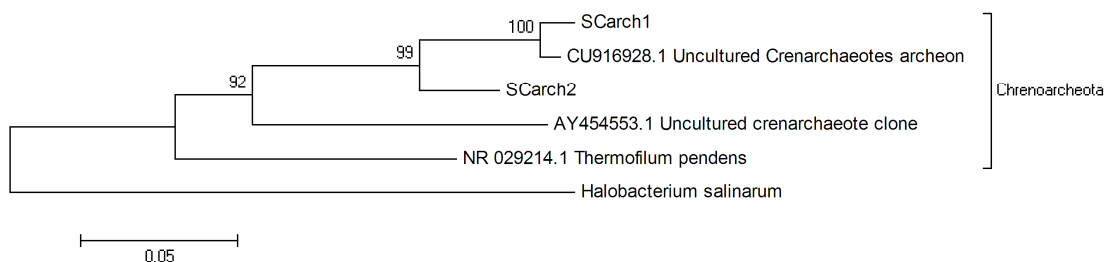 SCarch1
100
CU916928.1 Uncultured Crenarchaeotes archeon
99
SCarch2
Chrenoarcheota
92
AY454553.1 Uncultured crenarchaeote clone
NR 029214.1 Thermofilum pendens
Halobacterium salinarum
0.05